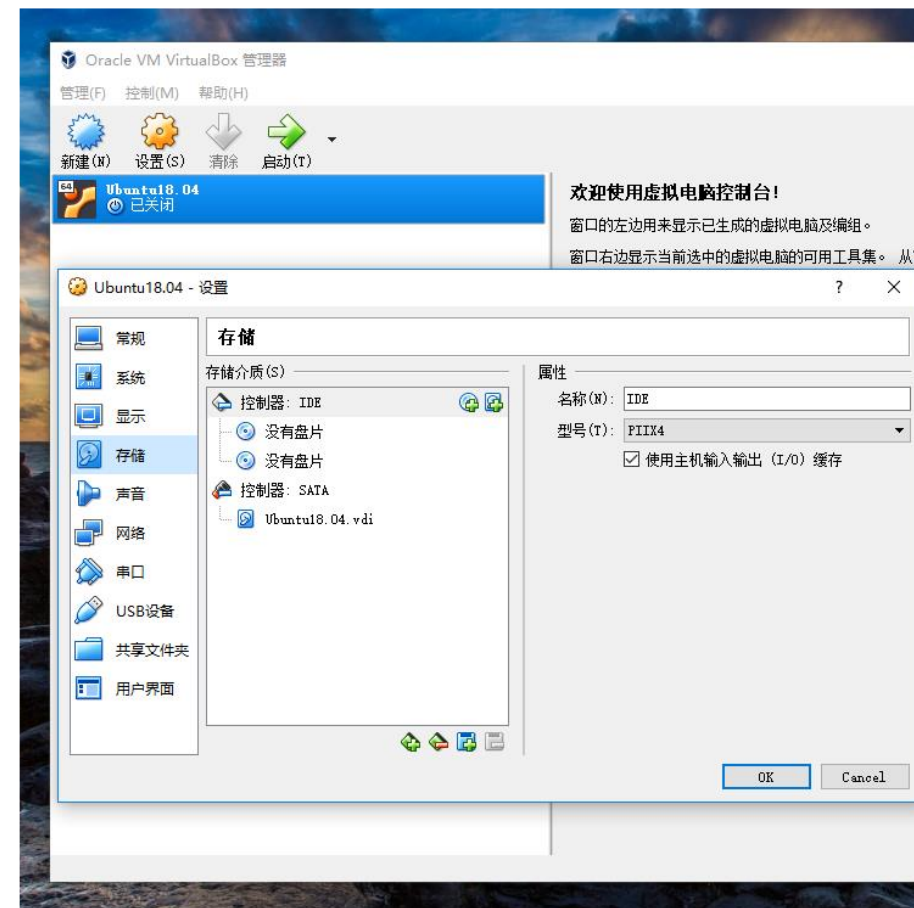 Oracle VM VirtualBox 管理器
管理(F) 控制(M) 帮助(H)
新建(N) 设置(S) 清除 启动(T)
64
Ubuntu18.04
已关闭
欢迎使用虚拟电脑控制台!
窗口的左边用来显示已生成的虚拟电脑及编组。
窗口右边显示当前选中的虚拟电脑的可用工具集。 从
Ubuntu18.04 - 设置
? ×
常规
系统
显示
存储
声音
网络
串口
USB设备
共享文件夹
用户界面
存储
存储介质(S)
控制器: IDE
没有盘片
没有盘片
控制器: SATA
Ubuntu18.04.vdi
属性
名称(N): IDE
型号(T): PIIX4
使用主机输入输出 (I/O) 缓存
OK Cancel